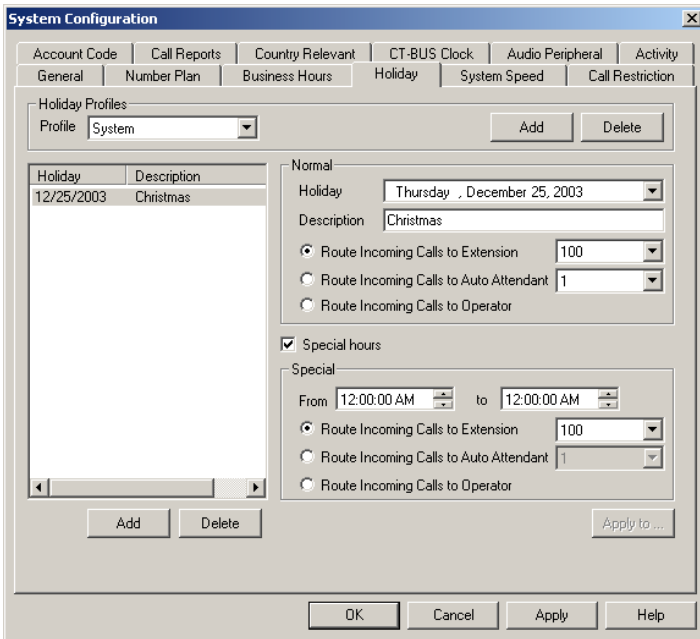 System Configuration
Account Code Call Reports Country Relevant CT-BUS Clock Audio Peripheral Activity
General Number Plan Business Hours Holiday System Speed Call Restriction
Holiday Profiles
Profile System Add Delete
Holiday Description
12/25/2003 Christmas
Add Delete
Normal
Holiday Thursday , December 25, 2003
Description Christmas
Route Incoming Calls to Extension 100
Route Incoming Calls to Auto Attendant 1
Route Incoming Calls to Operator
Special hours
Special
From 12:00:00 AM to 12:00:00 AM
Route Incoming Calls to Extension 100
Route Incoming Calls to Auto Attendant 1
Route Incoming Calls to Operator
Apply to ...
OK Cancel Apply Help